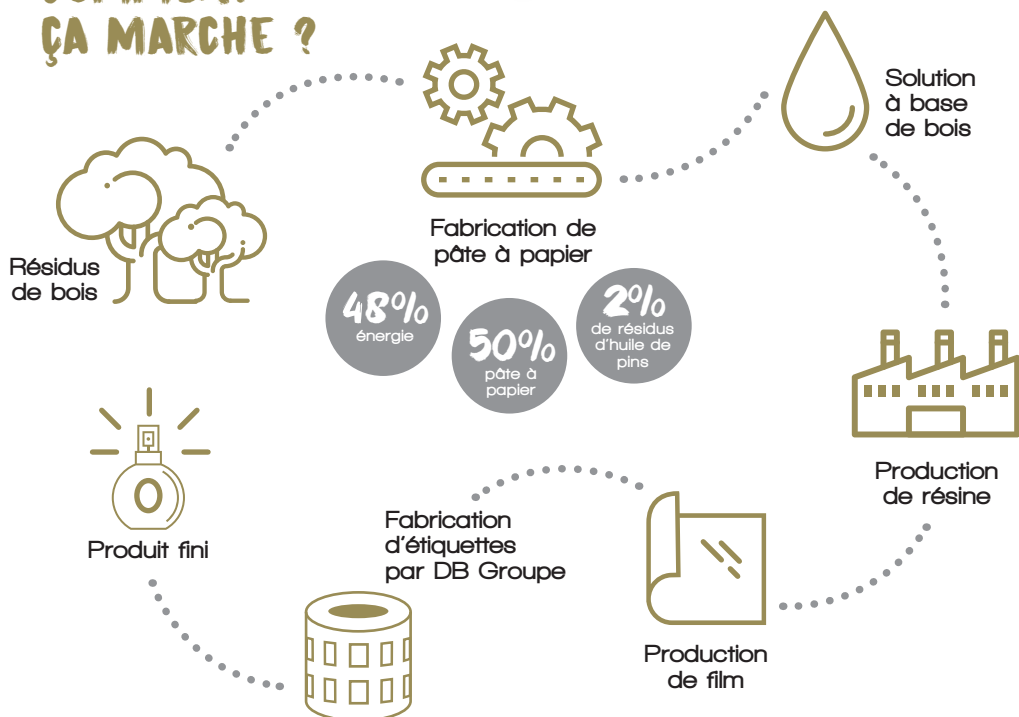 ÇA MARCHE ?
Résidus
de bois
Fabrication de
pâte à papier
48%
énergie
50%
pâte à
papier
2%
de résidus
d'huile de
pins
Solution
à base
de bois
Production
de résine
Production
de film
Fabrication
d'étiquettes
par DB Groupe
Produit fini